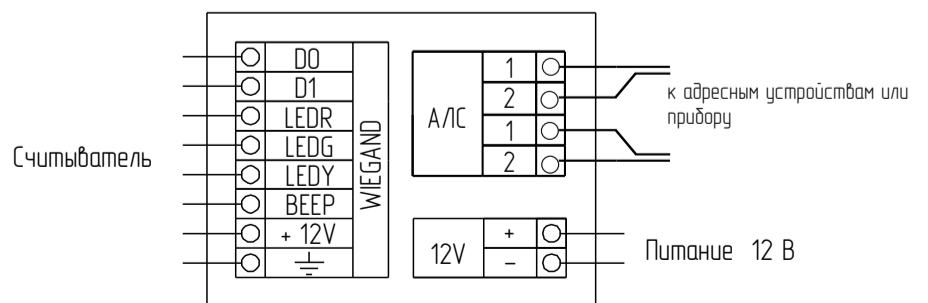 Считыватель
D0
D1
LEDR
LEDG
LEDY
BEEP
+ 12V
WIEGAND
АЛС
1
2
1
2
к адресным устройствам или
прибору
12V
+
–
Питание 12 В